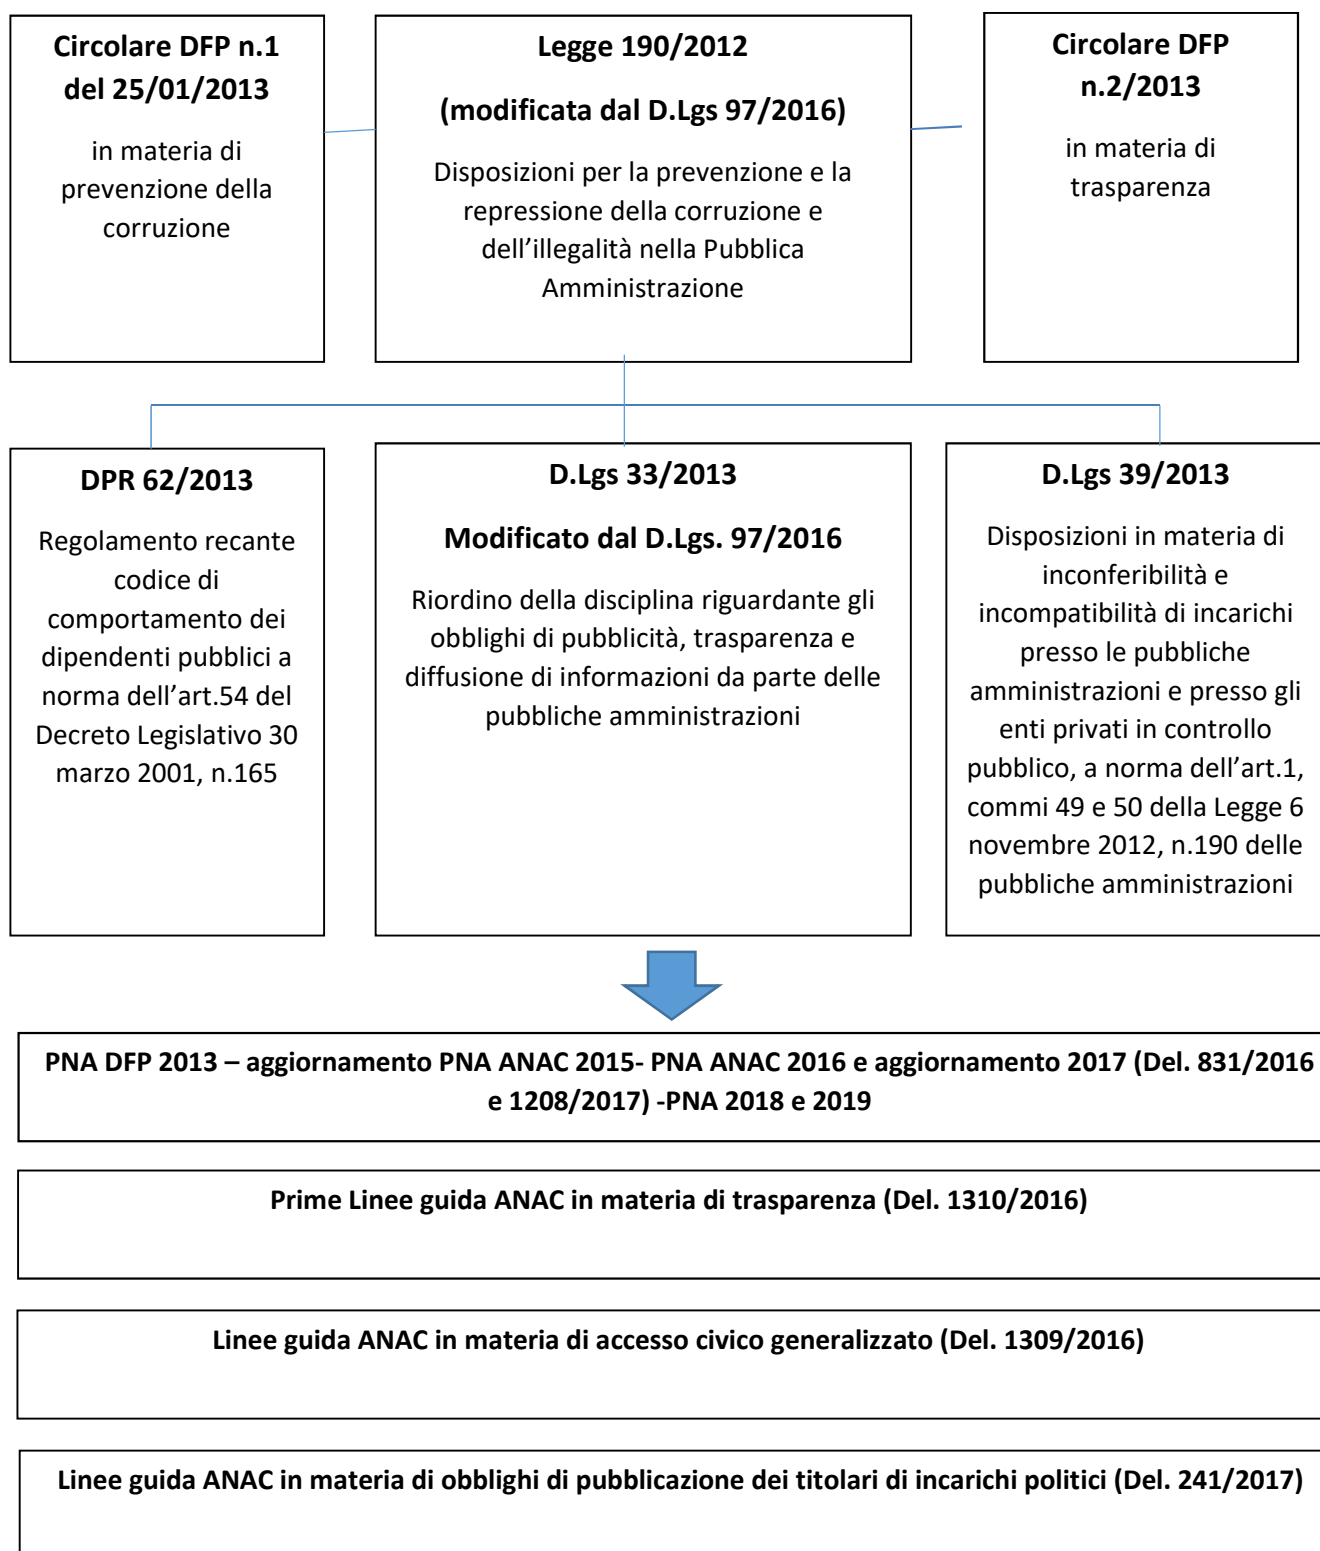 Circolare DFP n.1
del 25/01/2013
in materia di
prevenzione della
corruzione
Legge 190/2012
(modificata dal D.Lgs 97/2016)
Disposizioni per la prevenzione e la
repressione della corruzione e
dell’illegalità nella Pubblica
Amministrazione
Circolare DFP
n.2/2013
in materia di
trasparenza
DPR 62/2013
Regolamento recante
codice di
comportamento dei
dipendenti pubblici a
norma dell’art.54 del
Decreto Legislativo 30
marzo 2001, n.165
D.Lgs 33/2013
Modificato dal D.Lgs. 97/2016
Riordino della disciplina riguardante gli
obblighi di pubblicità, trasparenza e
diffusione di informazioni da parte delle
pubbliche amministrazioni
D.Lgs 39/2013
Disposizioni in materia di
inconferibilità e
incompatibilità di incarichi
presso le pubbliche
amministrazioni e presso gli
enti privati in controllo
pubblico, a norma dell’art.1,
commi 49 e 50 della Legge 6
novembre 2012, n.190 delle
pubbliche amministrazioni
PNA DFP 2013 – aggiornamento PNA ANAC 2015- PNA ANAC 2016 e aggiornamento 2017 (Del. 831/2016
e 1208/2017) -PNA 2018 e 2019
Prime Linee guida ANAC in materia di trasparenza (Del. 1310/2016)
Linee guida ANAC in materia di accesso civico generalizzato (Del. 1309/2016)
Linee guida ANAC in materia di obblighi di pubblicazione dei titolari di incarichi politici (Del. 241/2017)